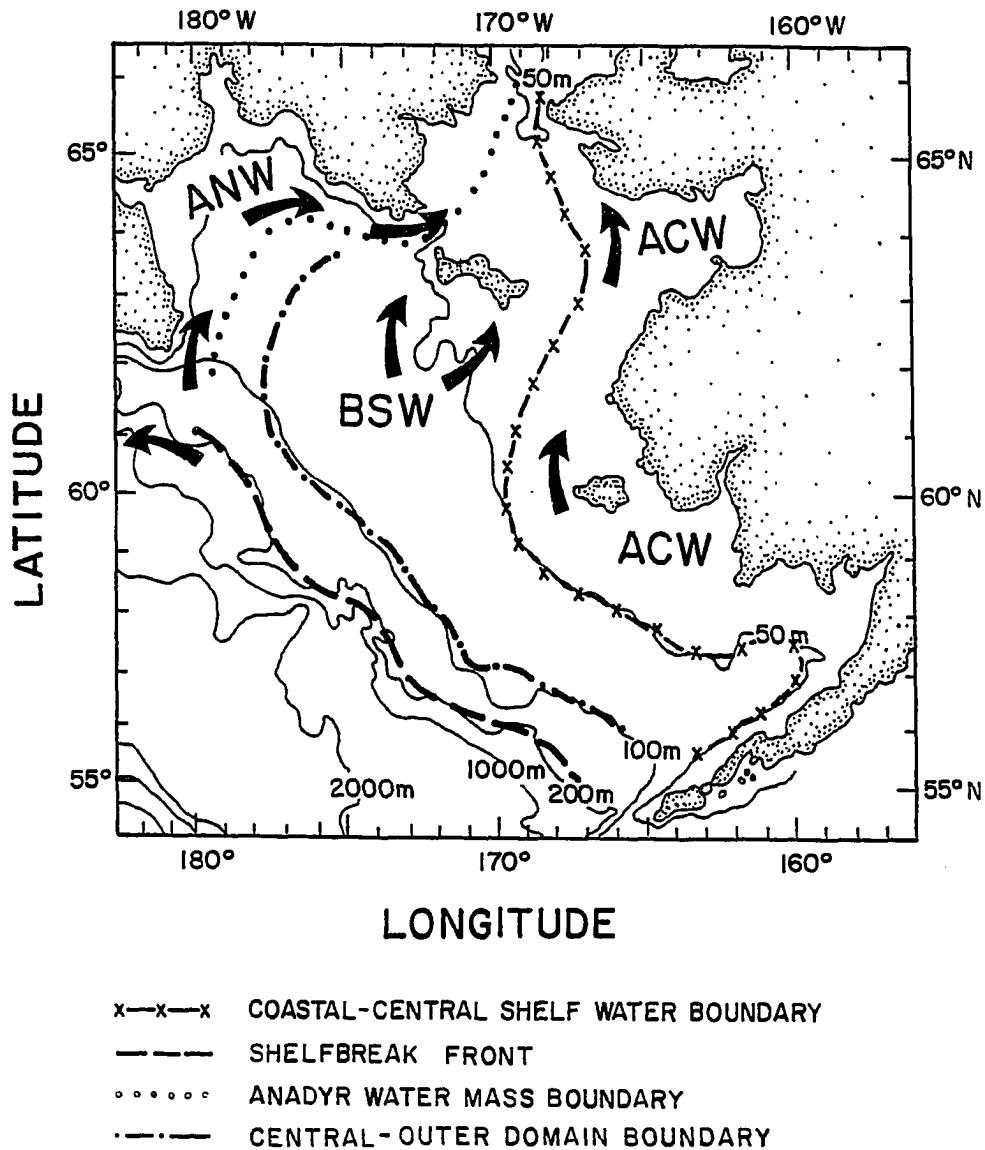 180°W 170°W 160°W
50m
65° 65°N
ANW
ACW
BSW
60° 60°N
ACW
50m
100m
1000m
2000m 200m
55° 55°N
180° 170° 160°
LATITUDE
LONGITUDE
x—x—x COASTAL-CENTRAL SHELF WATER BOUNDARY
SHELFBREAK FRONT
ANADYR WATER MASS BOUNDARY
CENTRAL-OUTER DOMAIN BOUNDARY